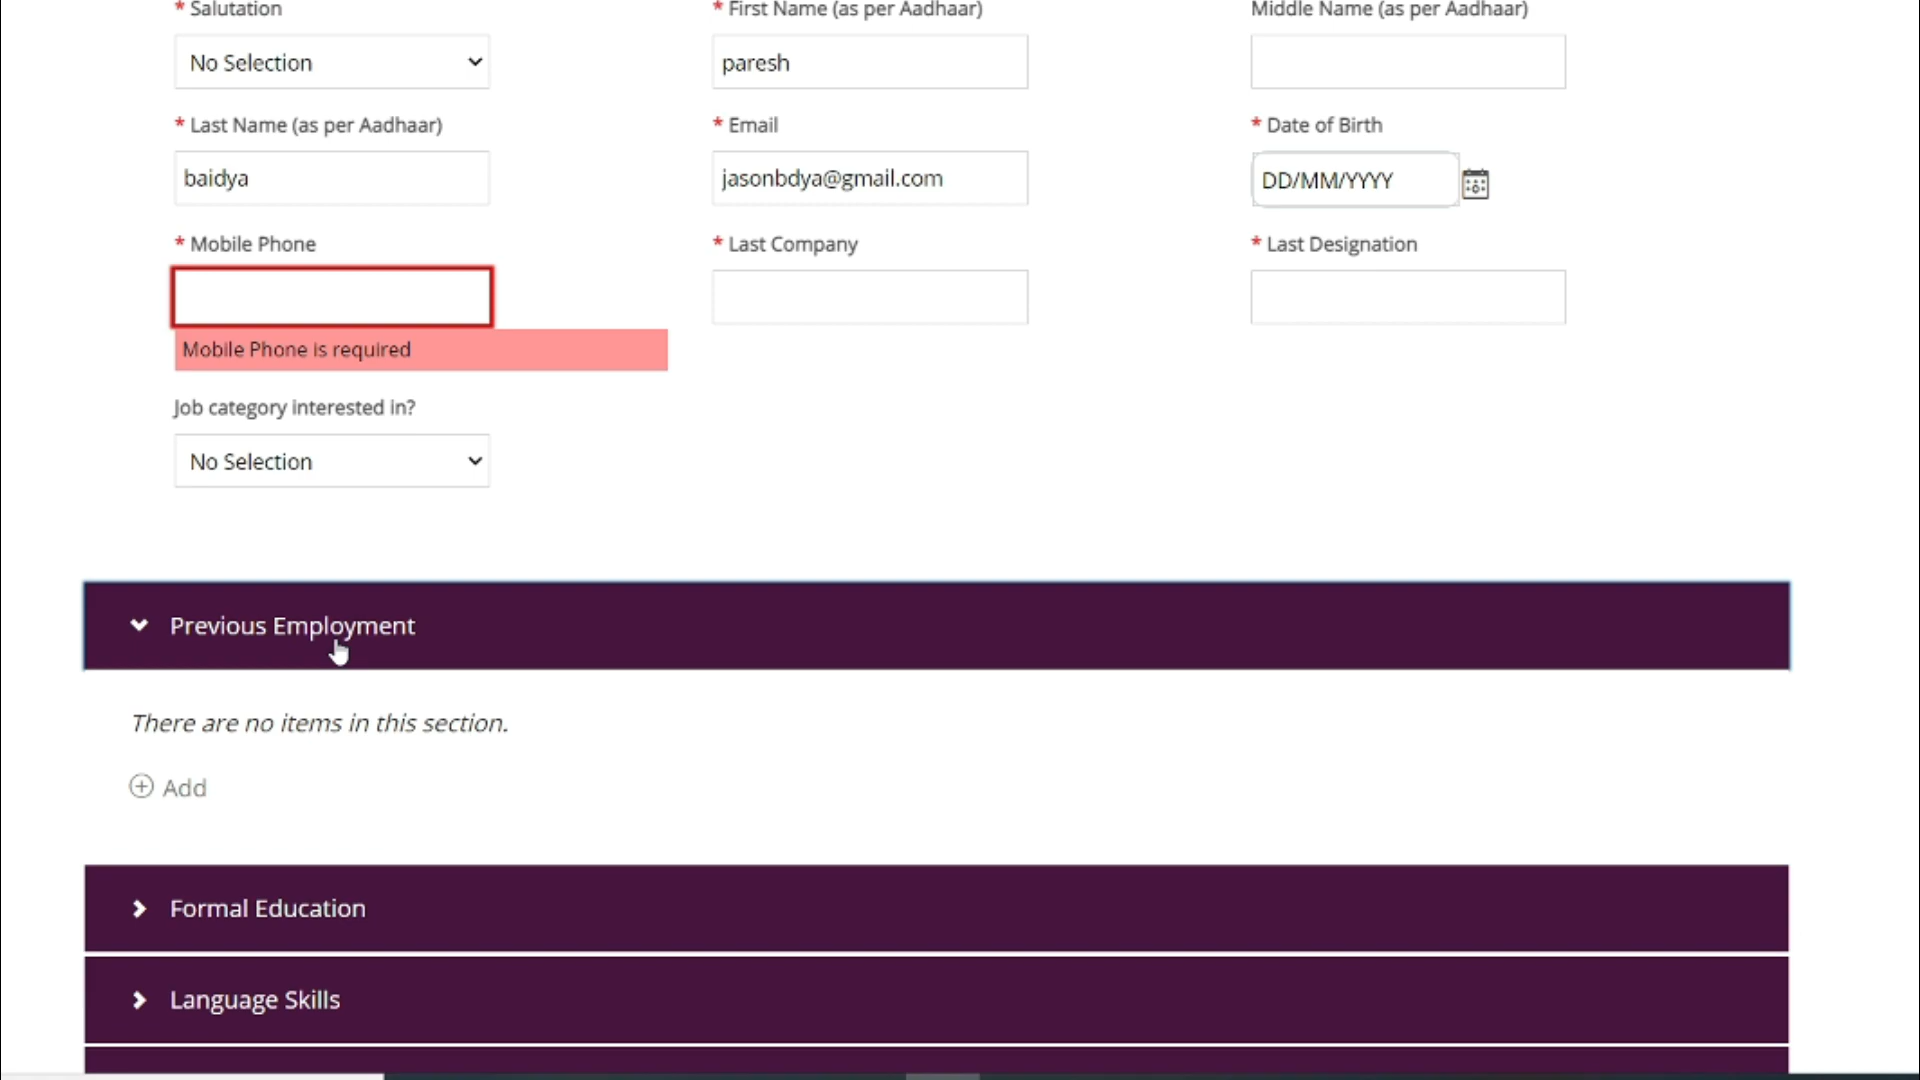 * Salutation
* First Name (as per Aadhaar)
Middle Name (as per Aadhaar)
No Selection
paresh
* Last Name (as per Aadhaar)
* Email
* Date of Birth
baidya
jasonbdya@gmail.com
DD/MM/YYYY
* Mobile Phone
* Last Company
* Last Designation
Mobile Phone is required
Job category interested in?
No Selection
Previous Employment
There are no items in this section.
Add
Formal Education
Language Skills